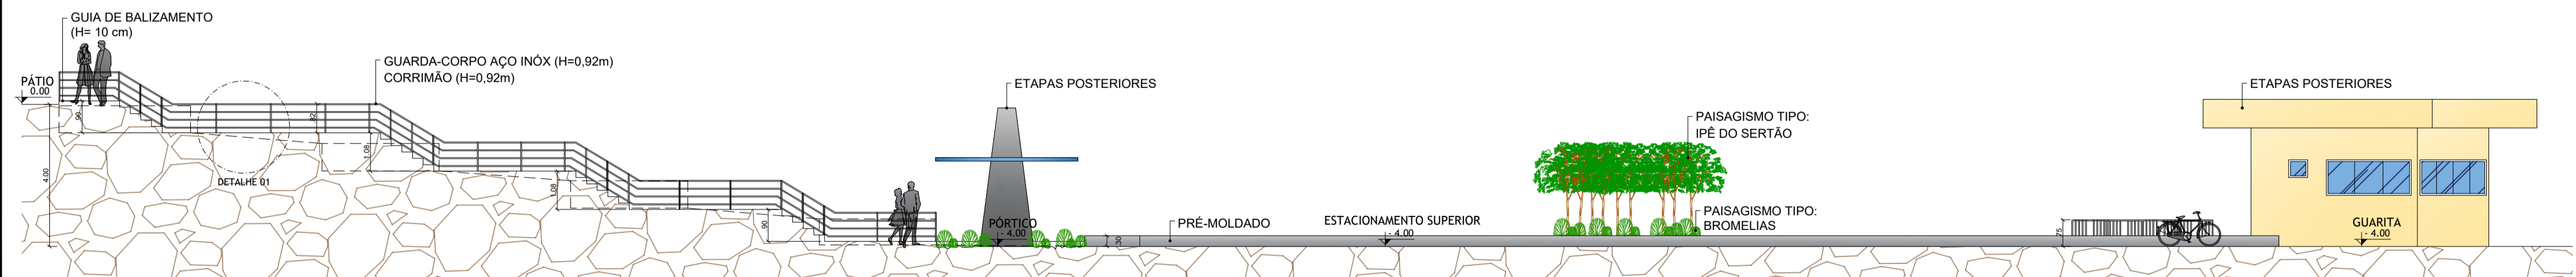 GUIA DE BALIZAMENTO
(H= 10 cm)
PÁTIO
0.00
GUARDA-CORPO AÇO INÓX (H=0,92m)
CORRIMÃO (H=0,92m)
96
82
1.08
4.00
DETALHE 01
1.08
90
ETAPAS POSTERIORES
PÓRTICO
- 4.00
30
PRÉ-MOLDADO
ESTACIONAMENTO SUPERIOR
- 4.00
PAISAGISMO TIPO:
IPÊ DO SERTÃO
PAISAGISMO TIPO:
BROMELIAS
75
ETAPAS POSTERIORES
GUARITA
- 4.00